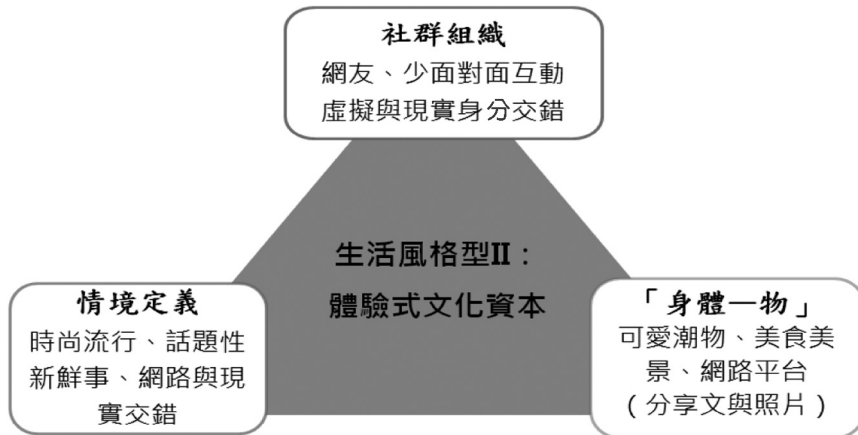 社群組織
網友、少面對面互動
虛擬與現實身分交錯
生活風格型II：
體驗式文化資本
情境定義
時尚流行、話題性
新鮮事、網路與現
實交錯
「身體—物」
可愛潮物、美食美
景、網路平台
（分享文與照片）